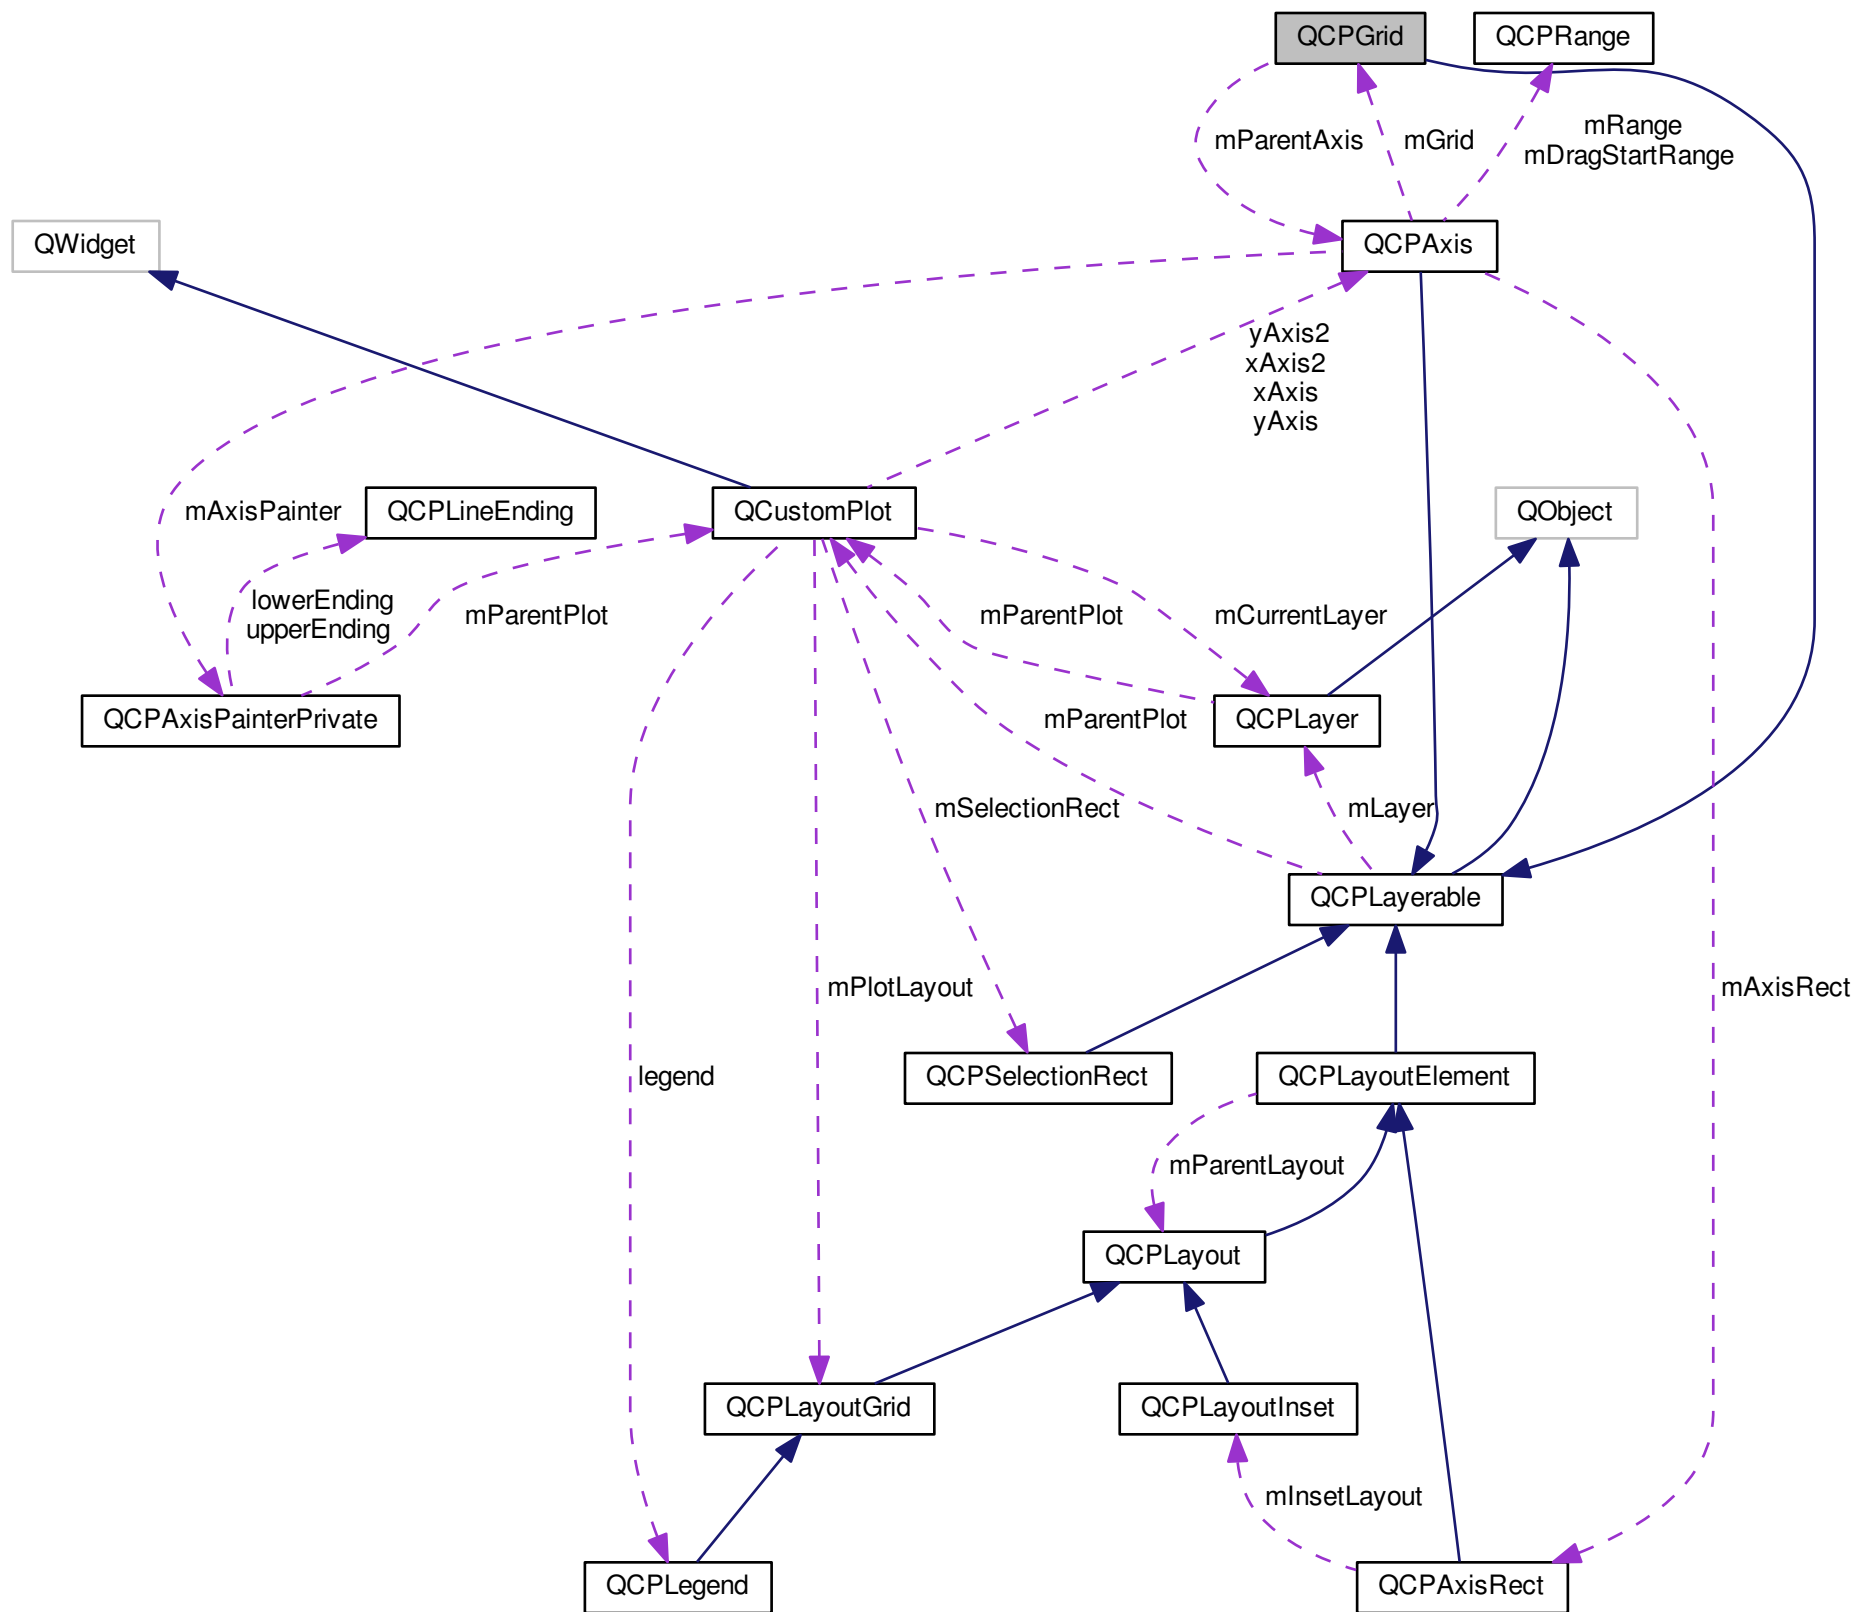 QCPGrid
QCPRange
mParentAxis
mGrid
mRange
mDragStartRange
QWidget
QCPAxis
yAxis2
xAxis2
xAxis
yAxis
mAxisPainter
QCPLineEnding
QCustomPlot
QObject
lowerEnding
upperEnding
mParentPlot
mParentPlot
mCurrentLayer
QCPAxisPainterPrivate
mParentPlot
QCPLayer
mSelectionRect
mLayer
QCPLayerable
mPlotLayout
mAxisRect
legend
QCPSelectionRect
QCPLayoutElement
mParentLayout
QCPLayout
QCPLayoutGrid
QCPLayoutInset
mInsetLayout
QCPLegend
QCPAxisRect